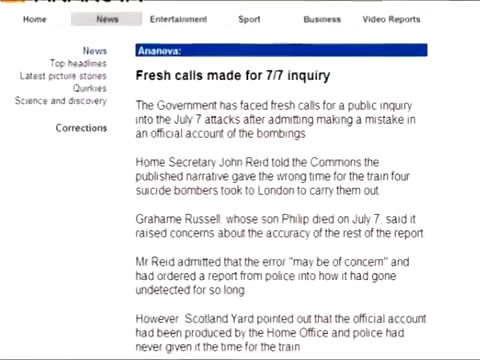 Home News Entertainment Sport Business Video Reports
News
Top headlines
Latest picture stories
Quirkies
Science and discovery
Corrections
Ananova:
Fresh calls made for 7/7 inquiry
The Government has faced fresh calls for a public inquiry
into the July 7 attacks after admitting making a mistake in
an official account of the bombings
Home Secretary John Reid told the Commons the
published narrative gave the wrong time for the train four
suicide bombers took to London to carry them out
Grahame Russell, whose son Philip died on July 7, said it
raised concerns about the accuracy of the rest of the report
Mr Reid admitted that the error "may be of concern" and
had ordered a report from police into how it had gone
undetected for so long
However Scotland Yard pointed out that the official account
had been produced by the Home Office and police had
never given it the time for the train